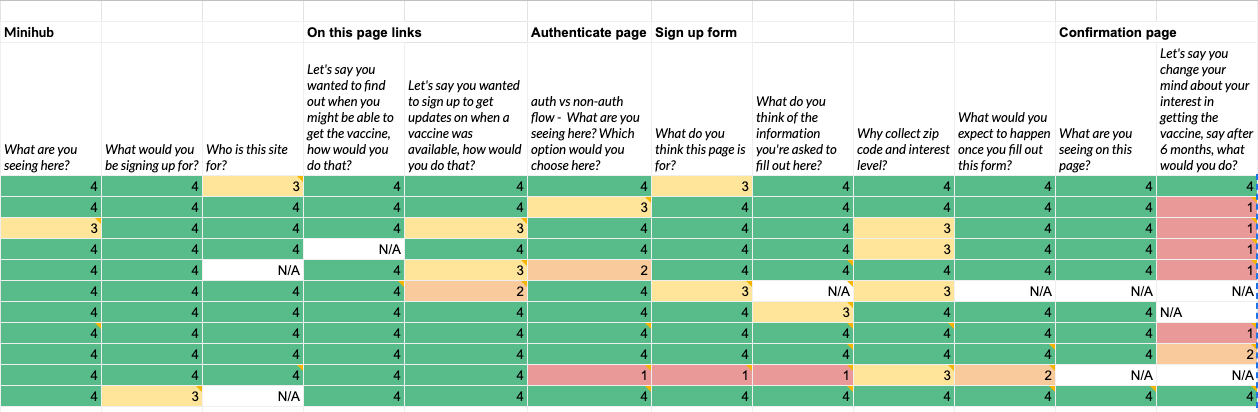 Minihub On this page links Authenticate page Sign up form Confirmation page
What are you
seeing here?
What would you
be signing up for?
Who is this site
for?
Let's say you
wanted to find
out when you
might be able to
get the vaccine,
how would you
do that?
Let's say you wanted
to sign up to get
updates on when a
vaccine was
available, how would
you do that?
auth vs non-auth
flow - What are you
seeing here? Which
option would you
choose here?
What do you
think this page is
for?
What do you
think of the
information
you're asked to
fill out here?
Why collect zip
code and interest
level?
What would you
expect to happen
once you fill out
this form?
What are you
seeing on this
page?
Let's say you
change your
mind about your
interest in
getting the
vaccine, say after
6 months, what
would you do?
4 4 3 4 4 4 3 4 4 4 4 4
4 4 4 4 4 3 4 4 4 4 4 1
3 4 4 4 3 4 4 4 3 4 4 1
4 4 4 N/A 4 4 4 4 3 4 4 1
4 4 N/A 4 3 2 4 4 4 4 4 1
4 4 4 4 2 4 3 N/A 3 N/A N/A N/A
4 4 4 4 4 4 4 3 4 4 4 N/A
4 4 4 4 4 4 4 4 4 4 4 1
4 4 4 4 4 4 4 4 4 4 4 2
4 4 4 4 4 1 1 1 3 2 N/A N/A
4 3 N/A 4 4 4 4 4 4 4 4 4